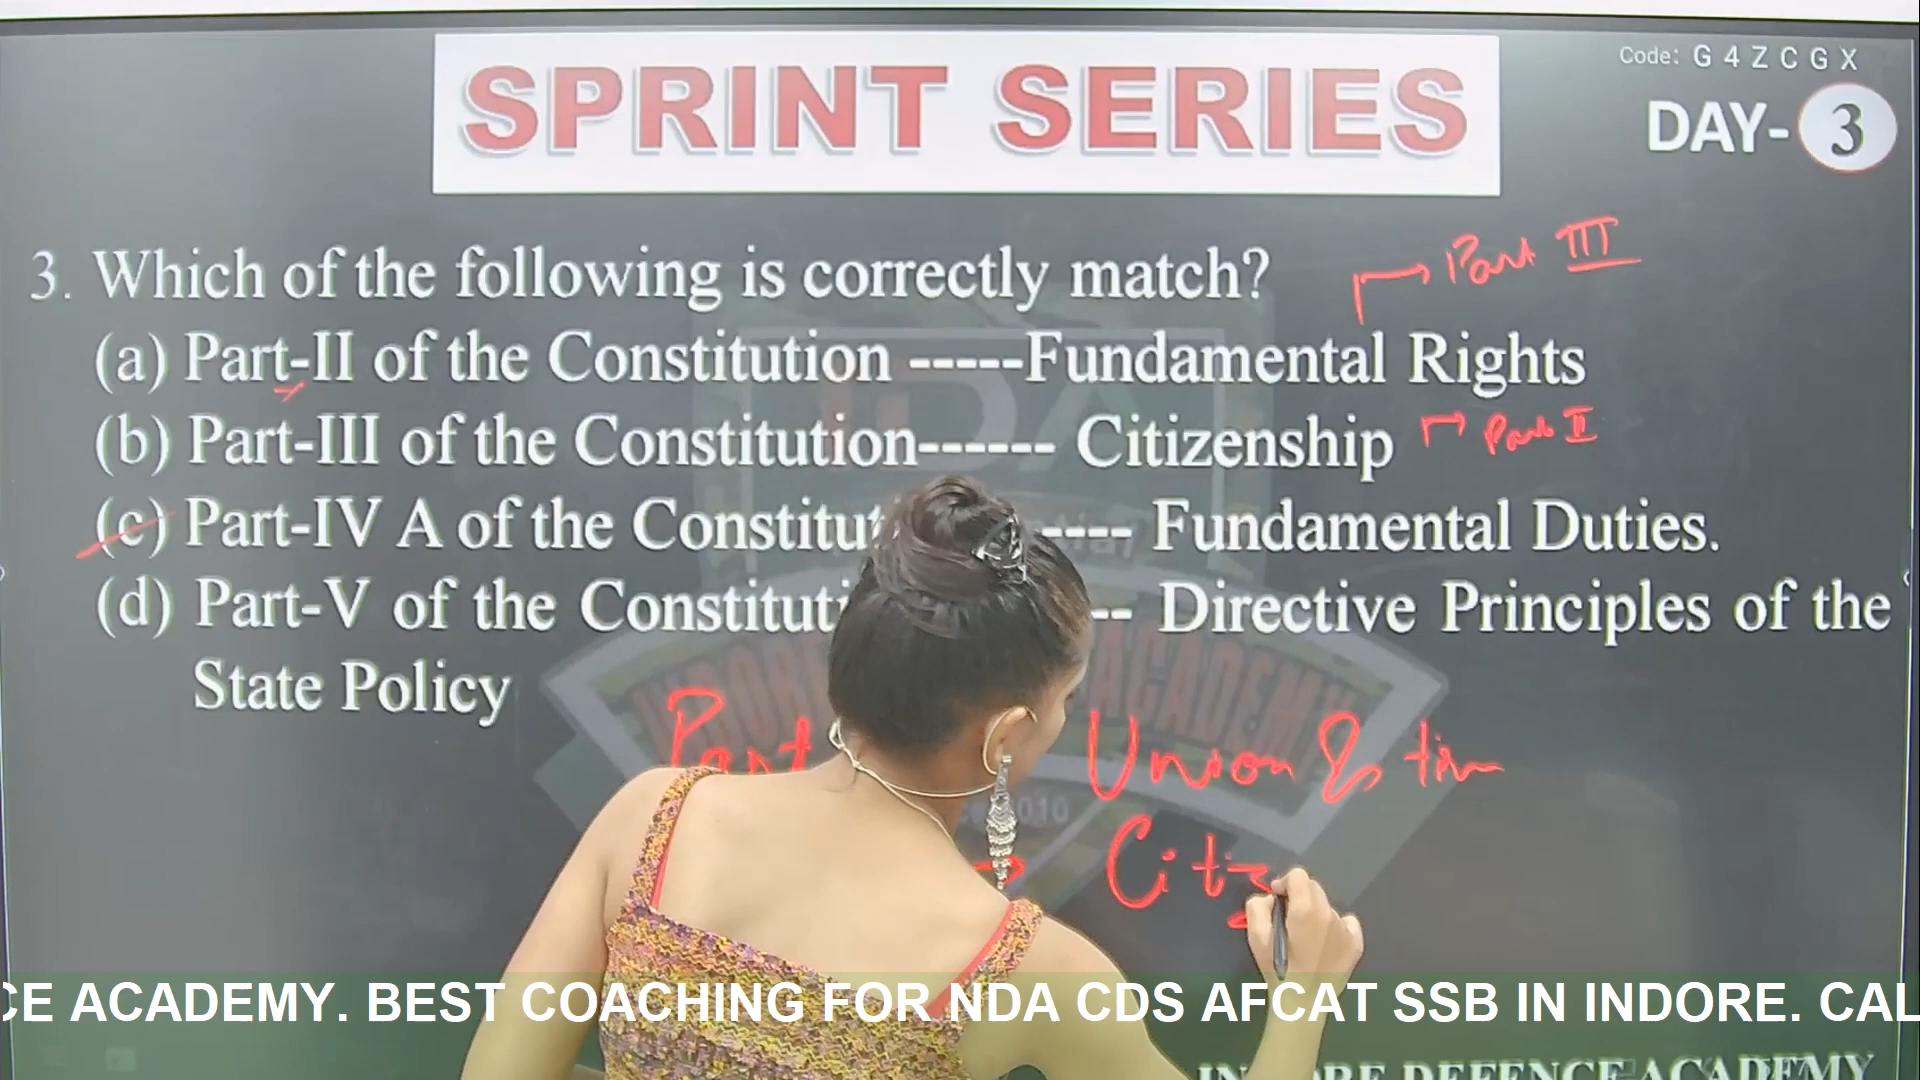 Code: G 4 Z C G X
SPRINT SERIES
DAY- 3
3. Which of the following is correctly match?
Part III
(a) Part-II of the Constitution -----Fundamental Rights
(b) Part-III of the Constitution------ Citizenship
Part II
(c) Part-IV A of the Constitut ---- Fundamental Duties.
(d) Part-V of the Constituti -- Directive Principles of the
State Policy
Part Union &
Citiz
CE ACADEMY. BEST COACHING FOR NDA CDS AFCAT SSB IN INDORE. CAL
DEFENCE ACADEMY